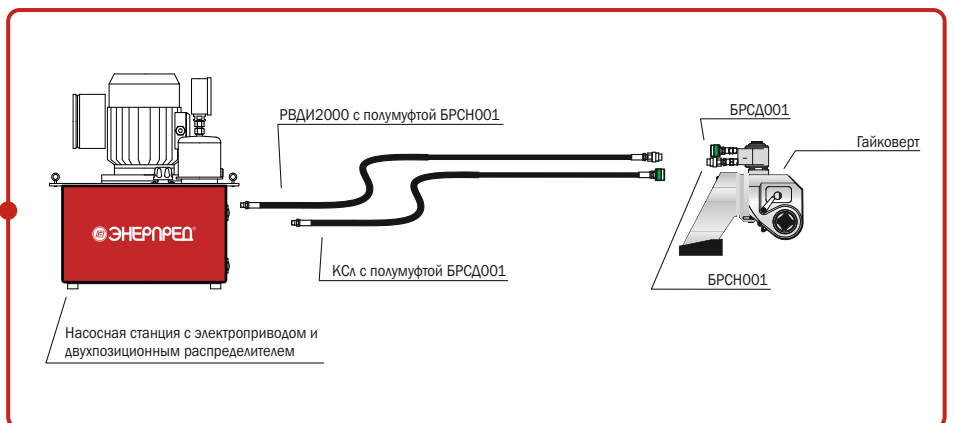 РВДИ2000 с полумуфтой БРСН001
БРСД001
Гайковерт
ЭНЕРПРЕД
КСл с полумуфтой БРСД001
БРСН001
Насосная станция с электроприводом и
двухпозиционным распределителем